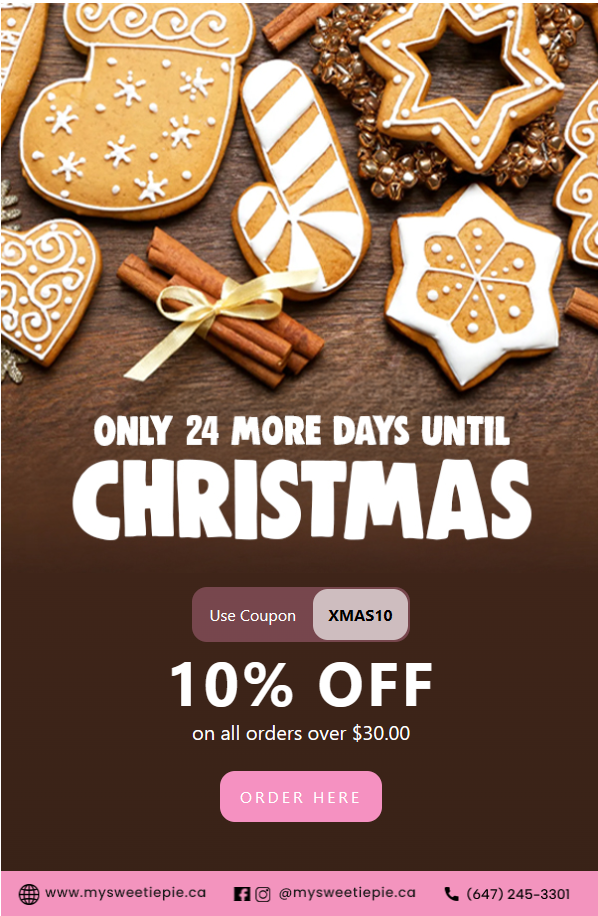 ONLY 24 MORE DAYS UNTIL
CHRISTMAS
Use Coupon XMAS10
10% OFF
on all orders over $30.00
ORDER HERE
www.mysweetiepie.ca @mysweetiepie.ca (647) 245-3301